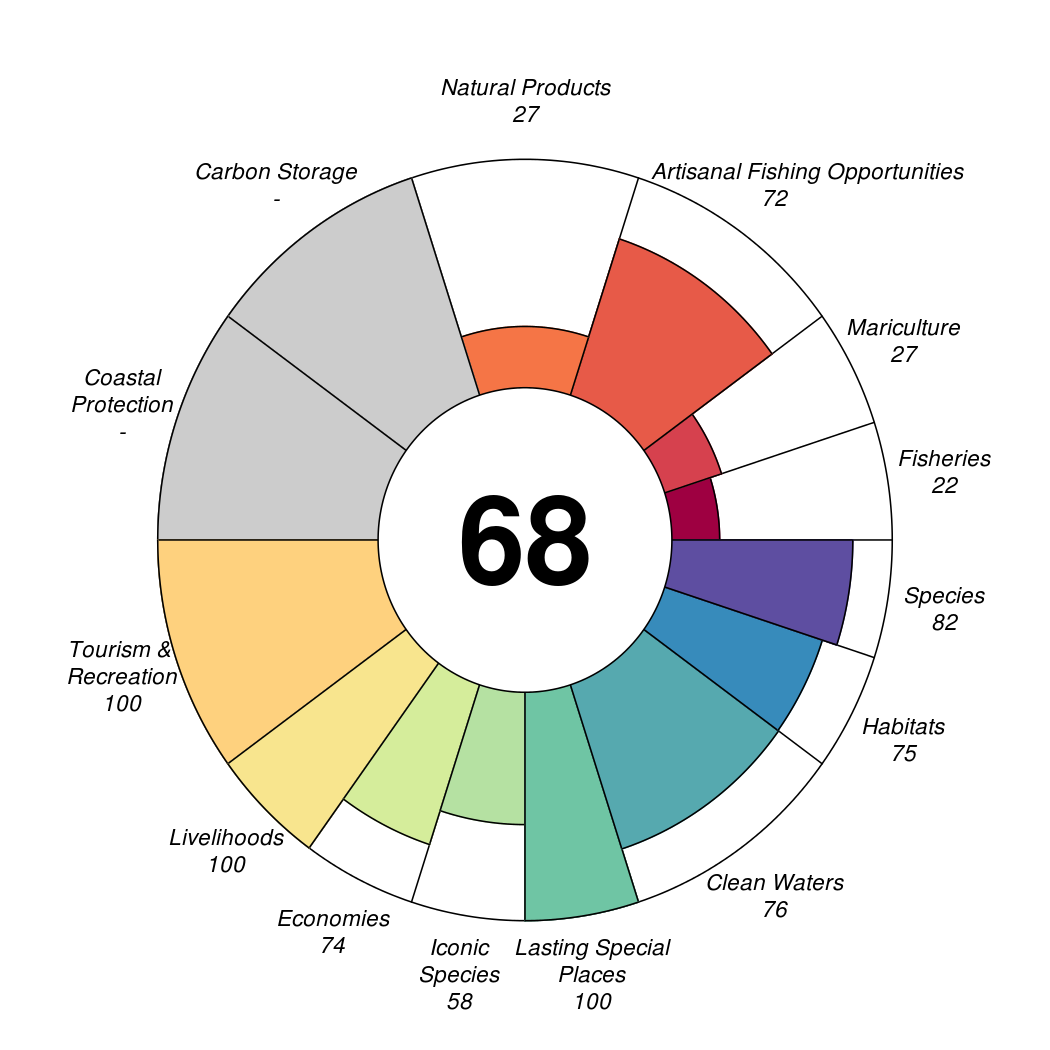 Natural Products
27
Carbon Storage
-
Artisanal Fishing Opportunities
72
Mariculture
27
Coastal
Protection
-
Fisheries
22
68
Species
82
Tourism &
Recreation
100
Habitats
75
Livelihoods
100
Clean Waters
76
Economies
74
Iconic
Species
58
Lasting Special
Places
100